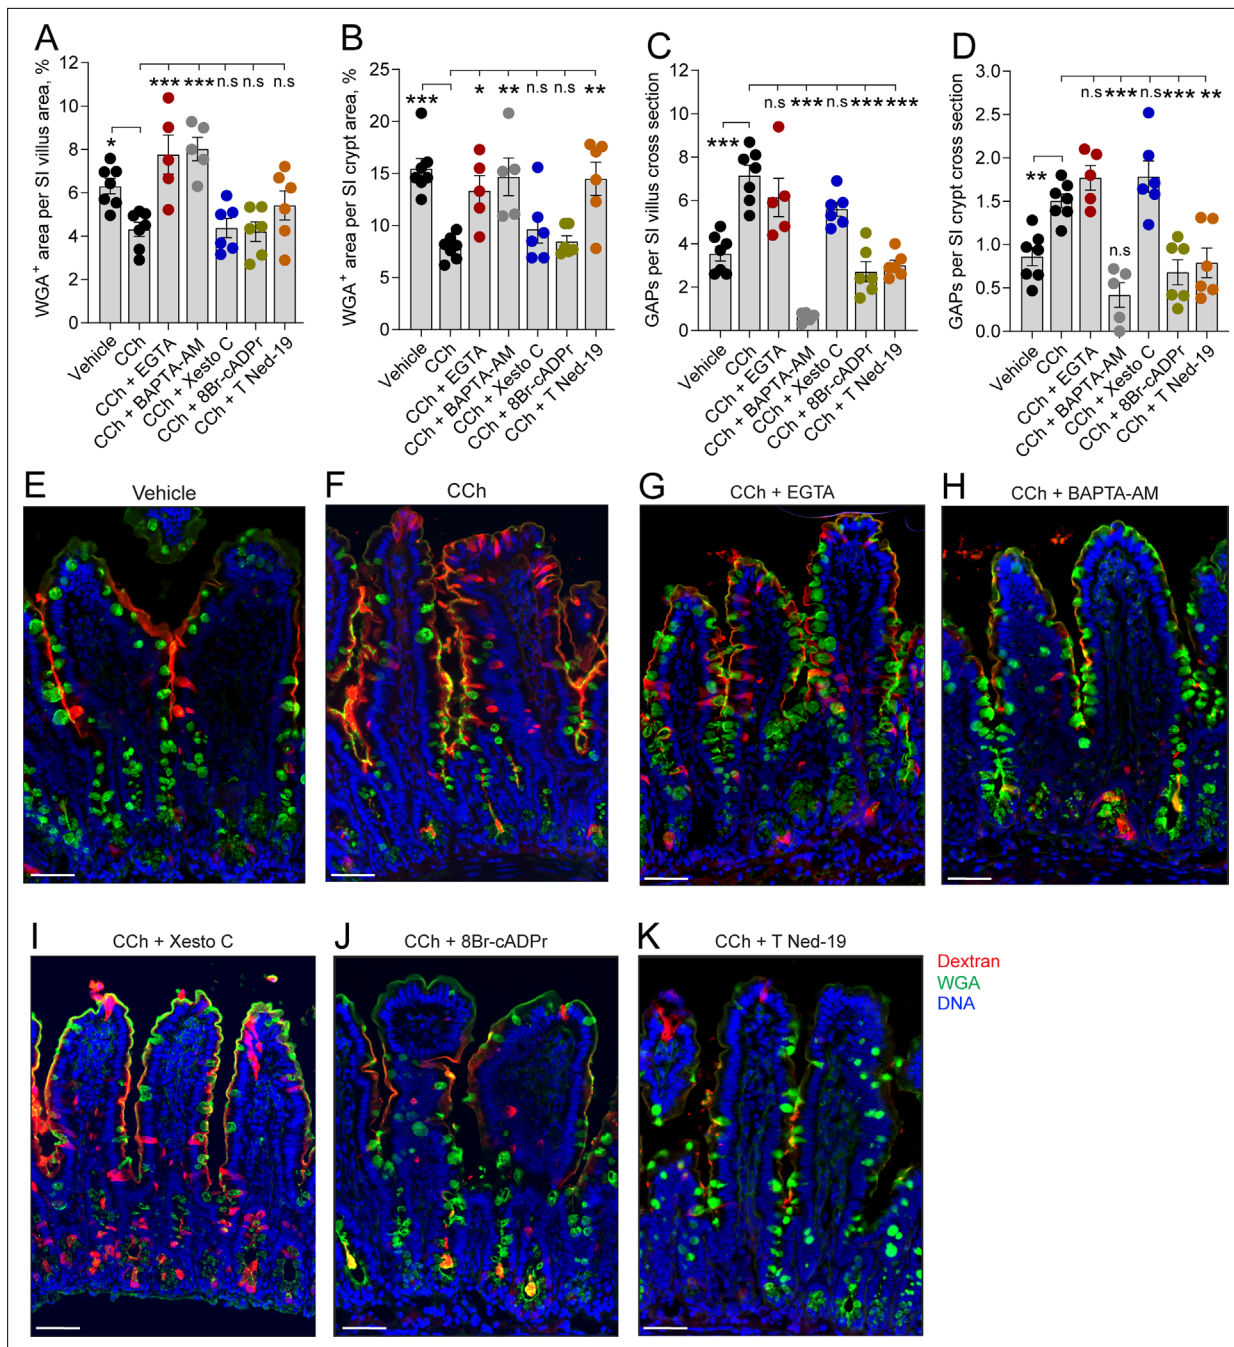 A
WGA⁺ area per SI villus area, %
12
10
8
6
4
2
0
*
*** *** n.s n.s n.s
Vehicle
CCh
CCh + EGTA
CCh + BAPTA-AM
CCh + Xesto C
CCh + 8Br-cADPr
CCh + T Ned-19
B
WGA⁺ area per SI crypt area, %
25
20
15
10
5
0
***
* ** n.s n.s **
Vehicle
CCh
CCh + EGTA
CCh + BAPTA-AM
CCh + Xesto C
CCh + 8Br-cADPr
CCh + T Ned-19
C
GAPs per SI villus cross section
12
10
8
6
4
2
0
***
n.s *** n.s *** ***
Vehicle
CCh
CCh + EGTA
CCh + BAPTA-AM
CCh + Xesto C
CCh + 8Br-cADPr
CCh + T Ned-19
D
GAPs per SI crypt cross section
3.0
2.5
2.0
1.5
1.0
0.5
0.0
**
n.s *** n.s *** **
n.s
Vehicle
CCh
CCh + EGTA
CCh + BAPTA-AM
CCh + Xesto C
CCh + 8Br-cADPr
CCh + T Ned-19
E
Vehicle
F
CCh
G
CCh + EGTA
H
CCh + BAPTA-AM
I
CCh + Xesto C
J
CCh + 8Br-cADPr
K
CCh + T Ned-19
Dextran
WGA
DNA